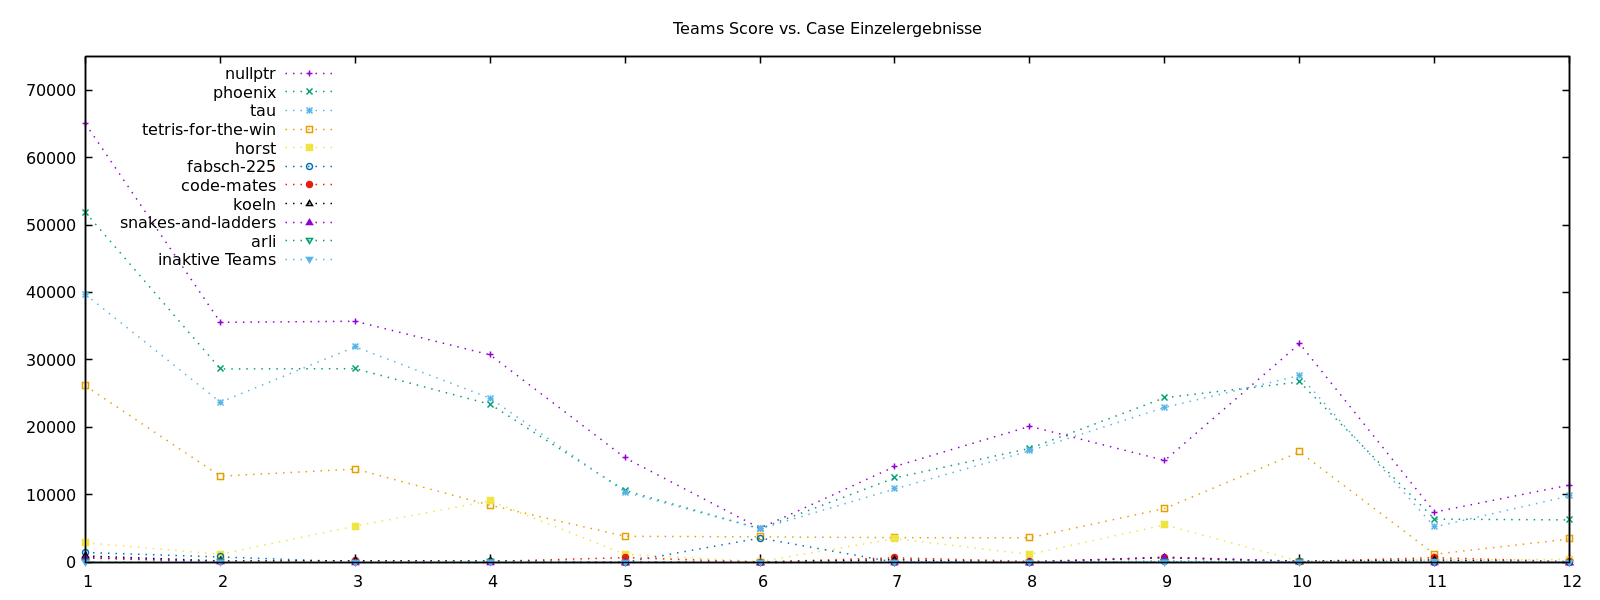 Teams Score vs. Case Einzelergebnisse
nullptr
phoenix
tau
tetris-for-the-win
horst
fabsch-225
code-mates
koeln
snakes-and-ladders
arli
inaktive Teams
70000
60000
50000
40000
30000
20000
10000
0
1 2 3 4 5 6 7 8 9 10 11 12